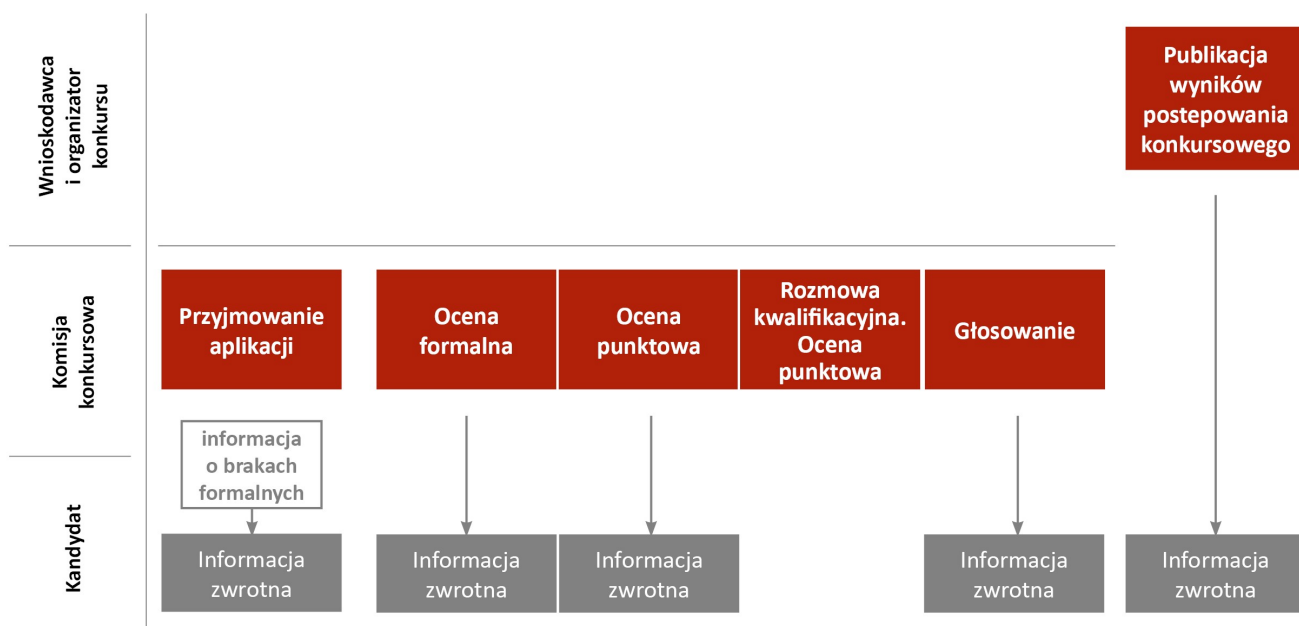 Wnioskodawca
i organizator
konkursu
Publikacja
wyników
postepowania
konkursowego
Komisja
konkursowa
Przyjmowanie
aplikacji
Ocena
formalna
Ocena
punktowa
Rozmowa
kwalifikacyjna.
Ocena
punktowa
Głosowanie
informacja
o brakach
formalnych
Kandydat
Informacja
zwrotna
Informacja
zwrotna
Informacja
zwrotna
Informacja
zwrotna
Informacja
zwrotna